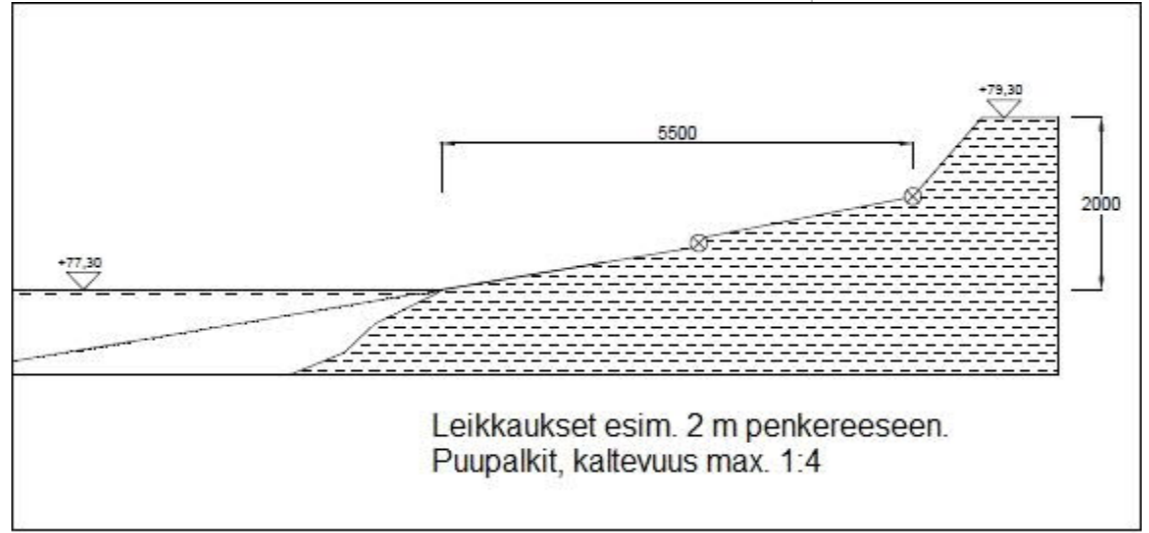 +79,30
5500
2000
+77,30
Leikkaukset esim. 2 m penkereeseen.
Puupalkit, kaltevuus max. 1:4